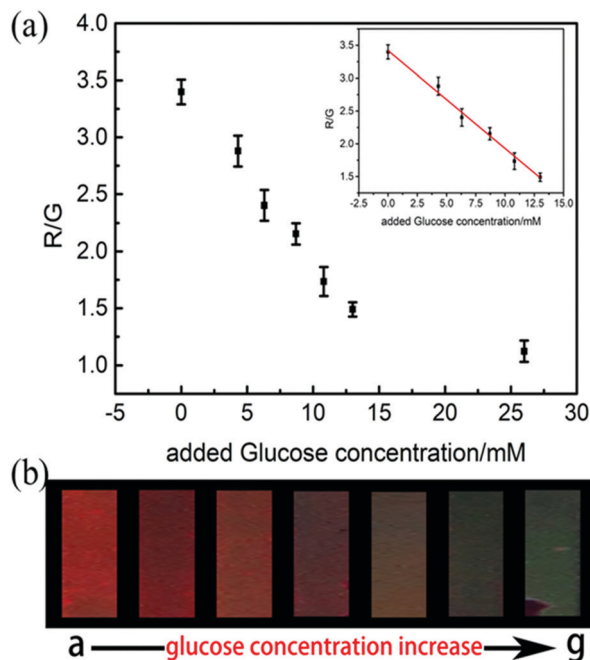 (a)
4.0
3.5
3.0
2.5
2.0
1.5
1.0
R/G
-5 0 5 10 15 20 25 30
added Glucose concentration/mM
3.5
3.0
2.5
2.0
1.5
R/G
-2.5 0.0 2.5 5.0 7.5 10.0 12.5 15.0
added Glucose concentration/mM
(b)
a glucose concentration increase g